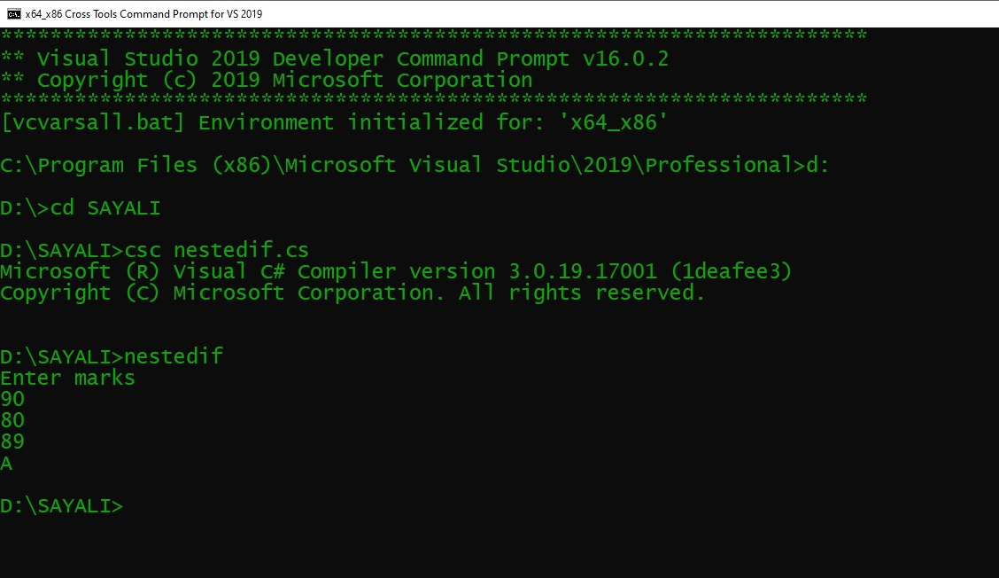 x64_x86 Cross Tools Command Prompt for VS 2019
**********************************************************************
** Visual Studio 2019 Developer Command Prompt v16.0.2
** Copyright (c) 2019 Microsoft Corporation
**********************************************************************
[vcvarsall.bat] Environment initialized for: 'x64_x86'
C:\Program Files (x86)\Microsoft Visual Studio\2019\Professional>d:
D:\>cd SAYALI
D:\SAYALI>csc nestedif.cs
Microsoft (R) Visual C# Compiler version 3.0.19.17001 (1deafee3)
Copyright (C) Microsoft Corporation. All rights reserved.
D:\SAYALI>nestedif
Enter marks
90
80
89
A
D:\SAYALI>